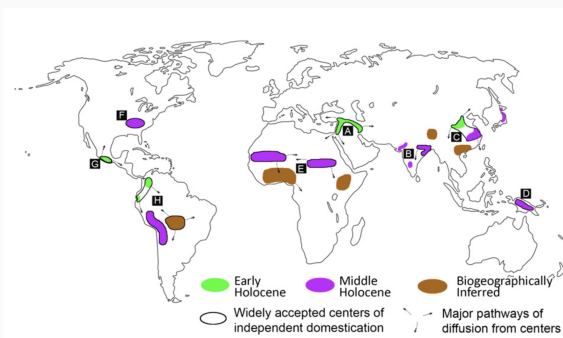 F
A
C
G
B
E
D
H
Early
Holocene
Middle
Holocene
Biogeographically
Inferred
Widely accepted centers of
independent domestication
Major pathways of
diffusion from centers